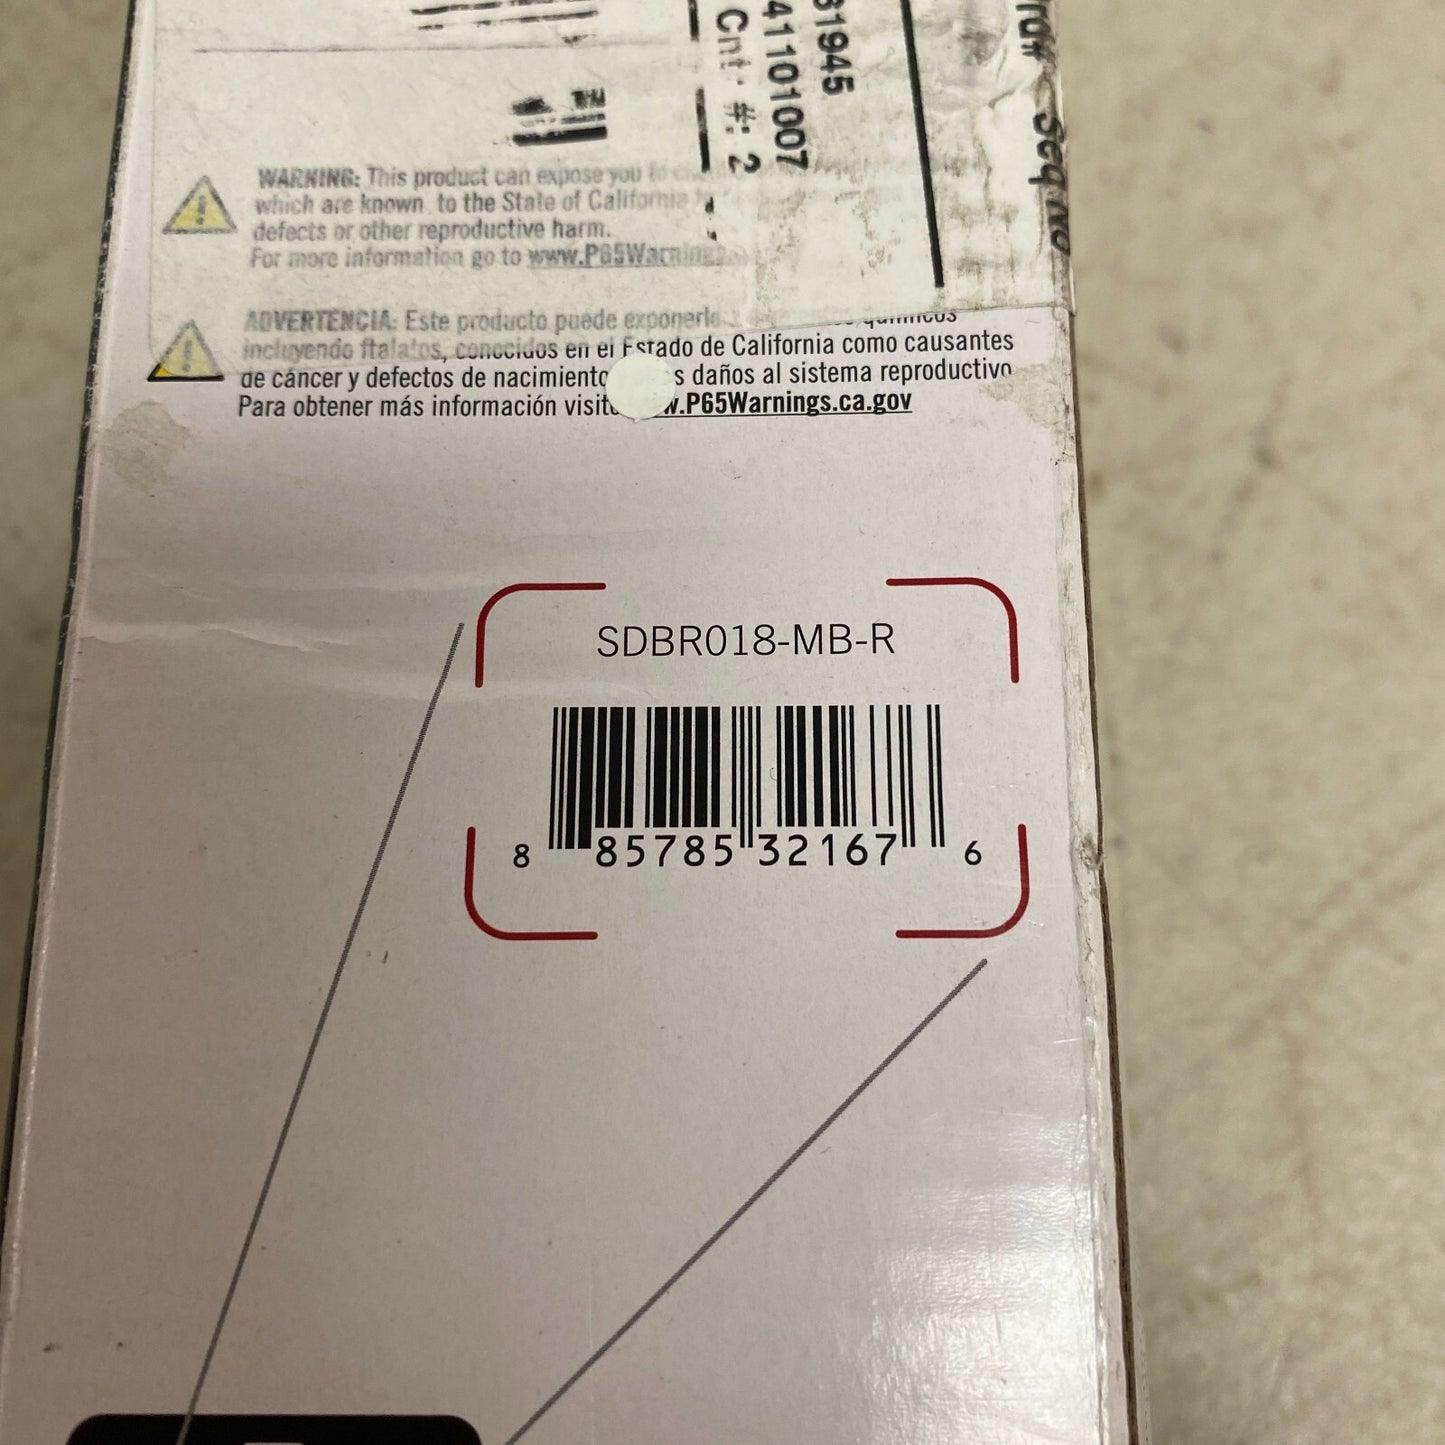 31945
41101007
Cnt #: 2
Seq No
WARNING: This product can expose you to
which are known to the State of California
defects or other reproductive harm.
For more information go to www.P65Warnings
ADVERTENCIA: Este producto puede exponerle químicos
incluyendo ftalatos, conocidos en el Estado de California como causantes
de cáncer y defectos de nacimiento s daños al sistema reproductivo
Para obtener más información visite w.P65Warnings.ca.gov
SDBR018-MB-R
8 85785 32167 6